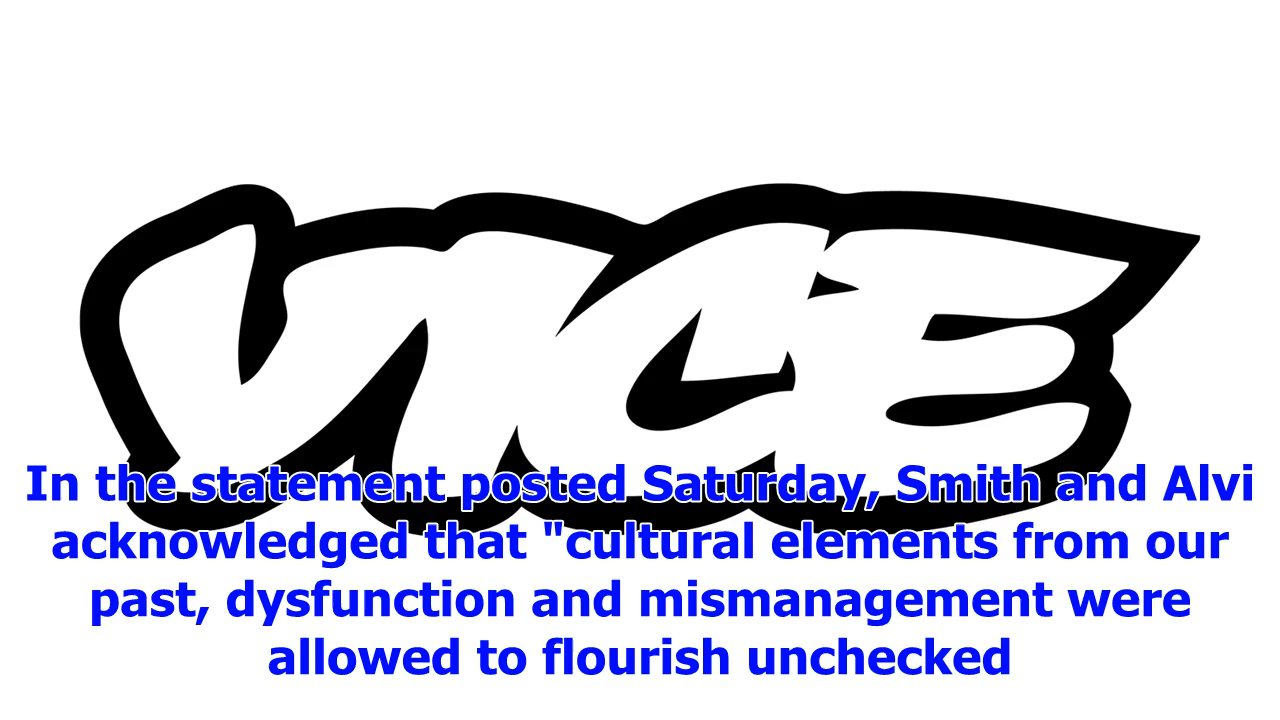 VICE
In the statement posted Saturday, Smith and Alvi
acknowledged that "cultural elements from our
past, dysfunction and mismanagement were
allowed to flourish unchecked